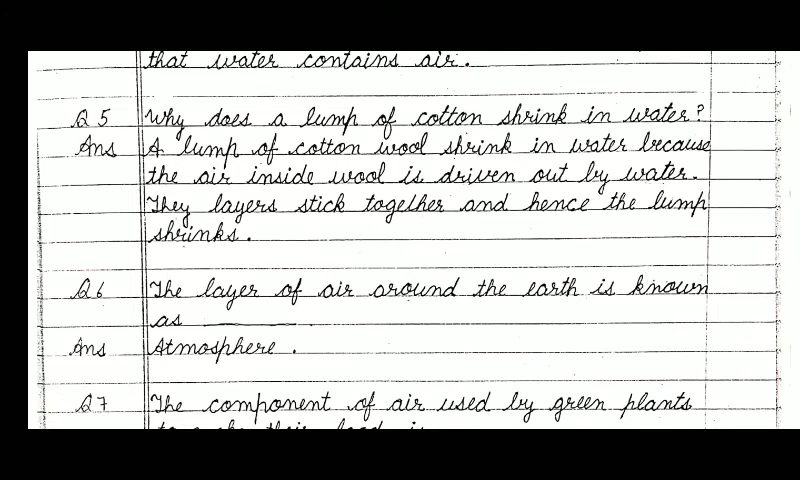 that water contains air.
Q 5 Why does a lump of cotton shrink in water?
Ans A lump of cotton wool shrink in water because
the air inside wool is driven out by water.
They layers stick together and hence the lump
shrinks.
Q6 The layer of air around the earth is known
as ________.
Ans Atmosphere.
Q7 The component of air used by green plants